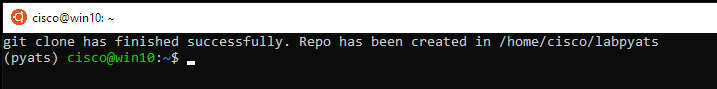 cisco@win10: ~
git clone has finished successfully. Repo has been created in /home/cisco/labpyats
(pyats) cisco@win10:~$